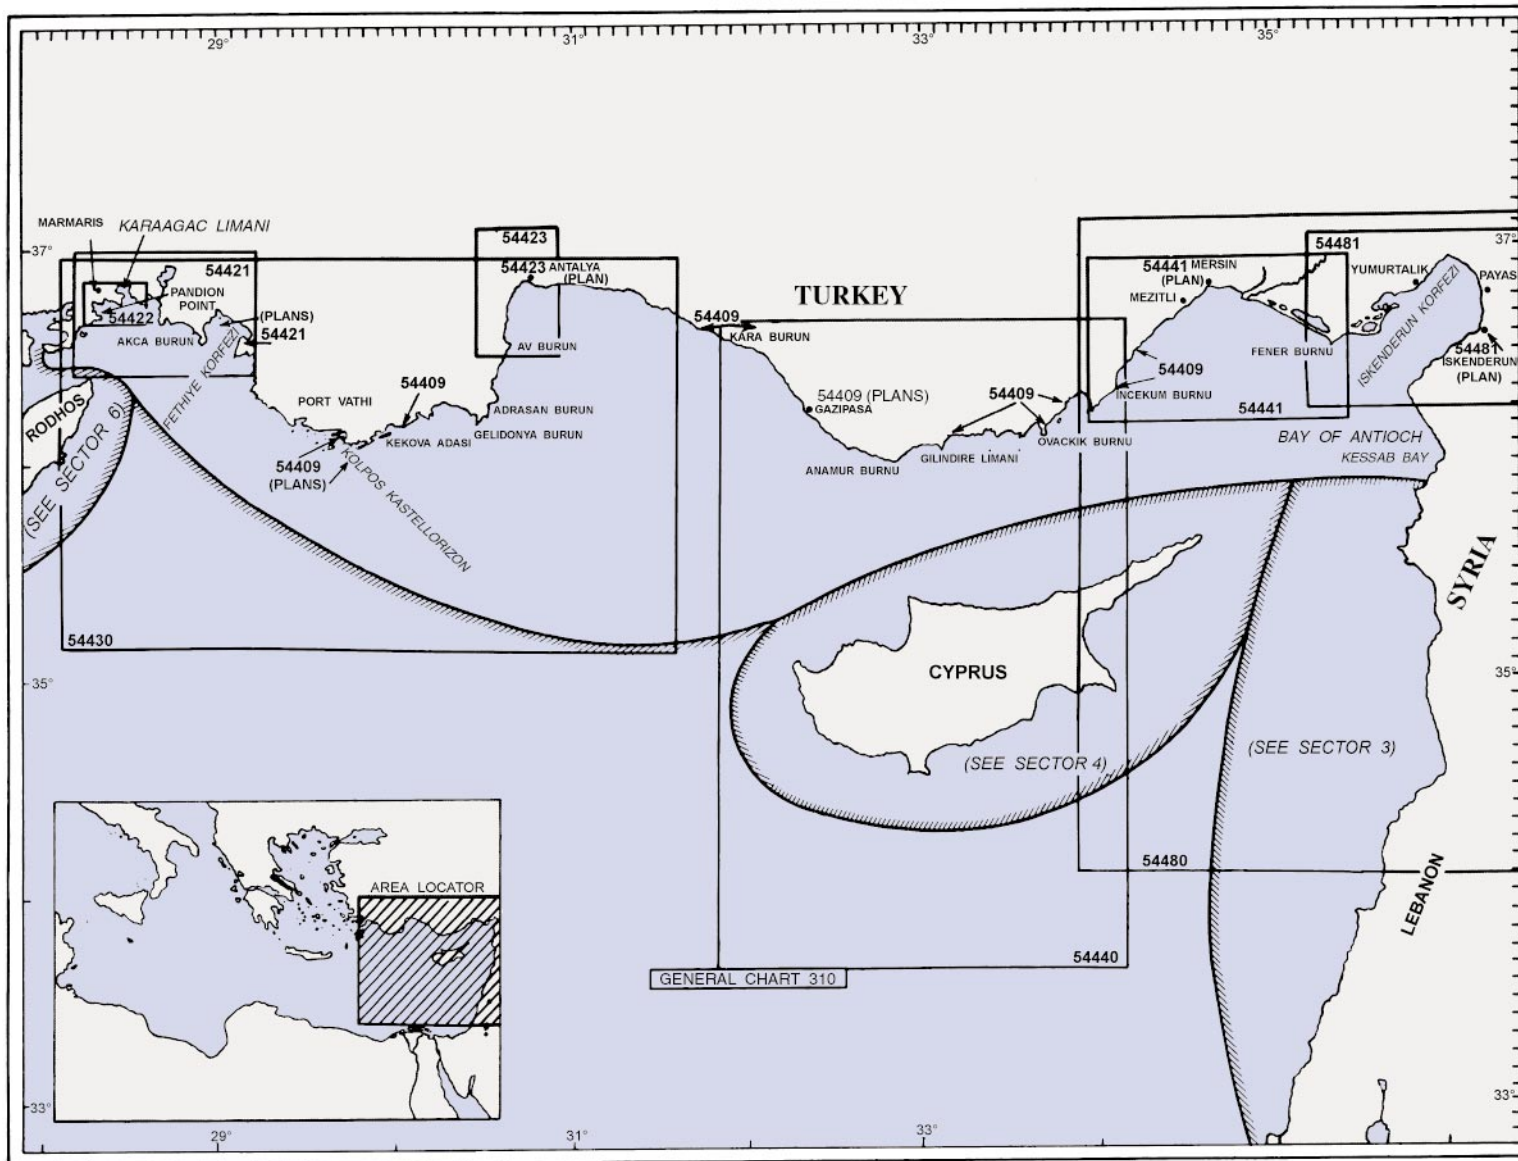 29°
31°
33°
35°
MARMARIS
KARAAGAC LIMANI
37°
37°
54423
54481
54421
54423
ANTALYA
(PLAN)
54441
(PLAN)
MERSIN
YUMURTALIK
PAYAS
PANDION
POINT
TURKEY
MEZITLI
54422
(PLANS)
54421
54409
KARA BURUN
AKCA BURUN
AV BURUN
FENER BURNU
54481
ISKENDERUN
(PLAN)
FETHIYE KORFEZI
ISKENDERUN KORFEZI
54409
54409
54409 (PLANS)
GAZIPASA
54409
INCEKUM BURNU
PORT VATHI
ADRASAN BURUN
54441
RODHOS
KEKOVA ADASI
GELIDONYA BURUN
OVACKIK BURNU
BAY OF ANTIOCH
KESSAB BAY
54409
(PLANS)
KOLPOS KASTELLORIZON
ANAMUR BURNU
GILINDIRE LIMANI
(SEE SECTOR 6)
SYRIA
54430
35°
35°
CYPRUS
(SEE SECTOR 4)
(SEE SECTOR 3)
54480
LEBANON
AREA LOCATOR
54440
GENERAL CHART 310
33°
33°
29°
31°
33°